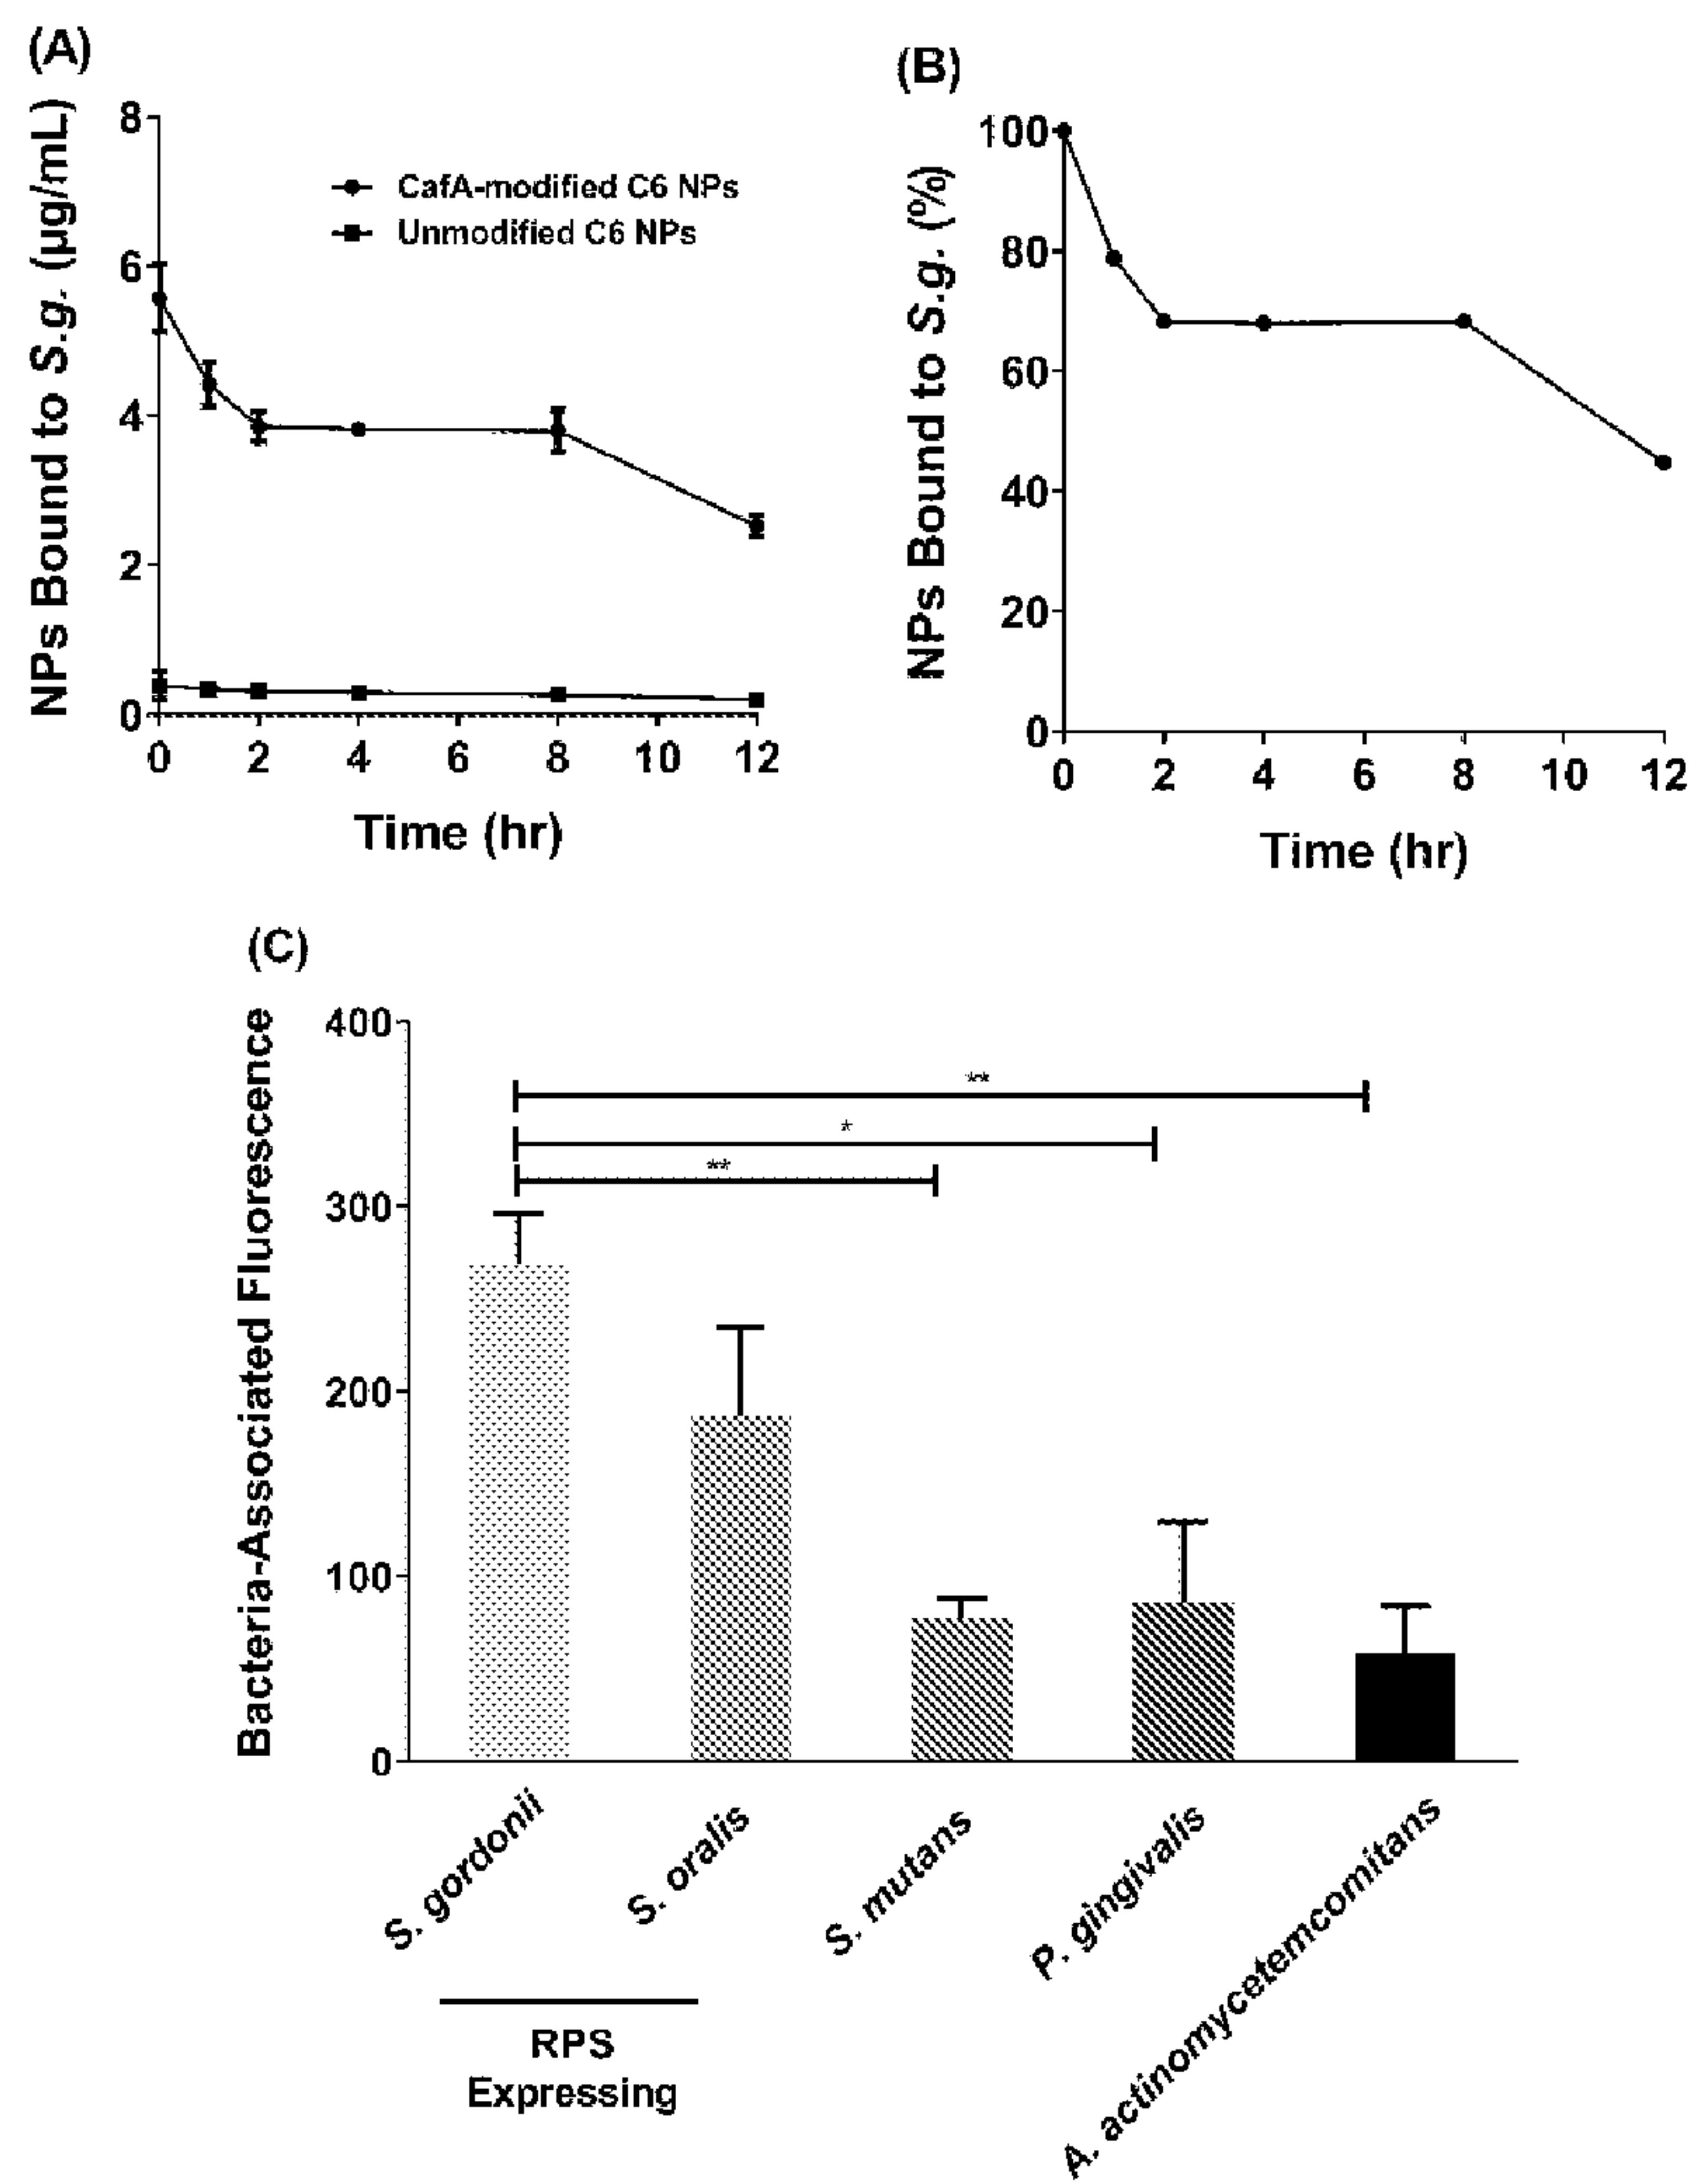 (A)
NPs Bound to S.g. (µg/mL)
8
6
4
2
0
CafA-modified C6 NPs
Unmodified C6 NPs
0 2 4 6 8 10 12
Time (hr)
(B)
NPs Bound to S.g. (%)
100
80
60
40
20
0
0 2 4 6 8 10 12
Time (hr)
(C)
Bacteria-Associated Fluorescence
400
300
200
100
0
**
*
**
S. gordonii
S. oralis
S. mutans
P. gingivalis
A. actinomycetemcomitans
RPS
Expressing